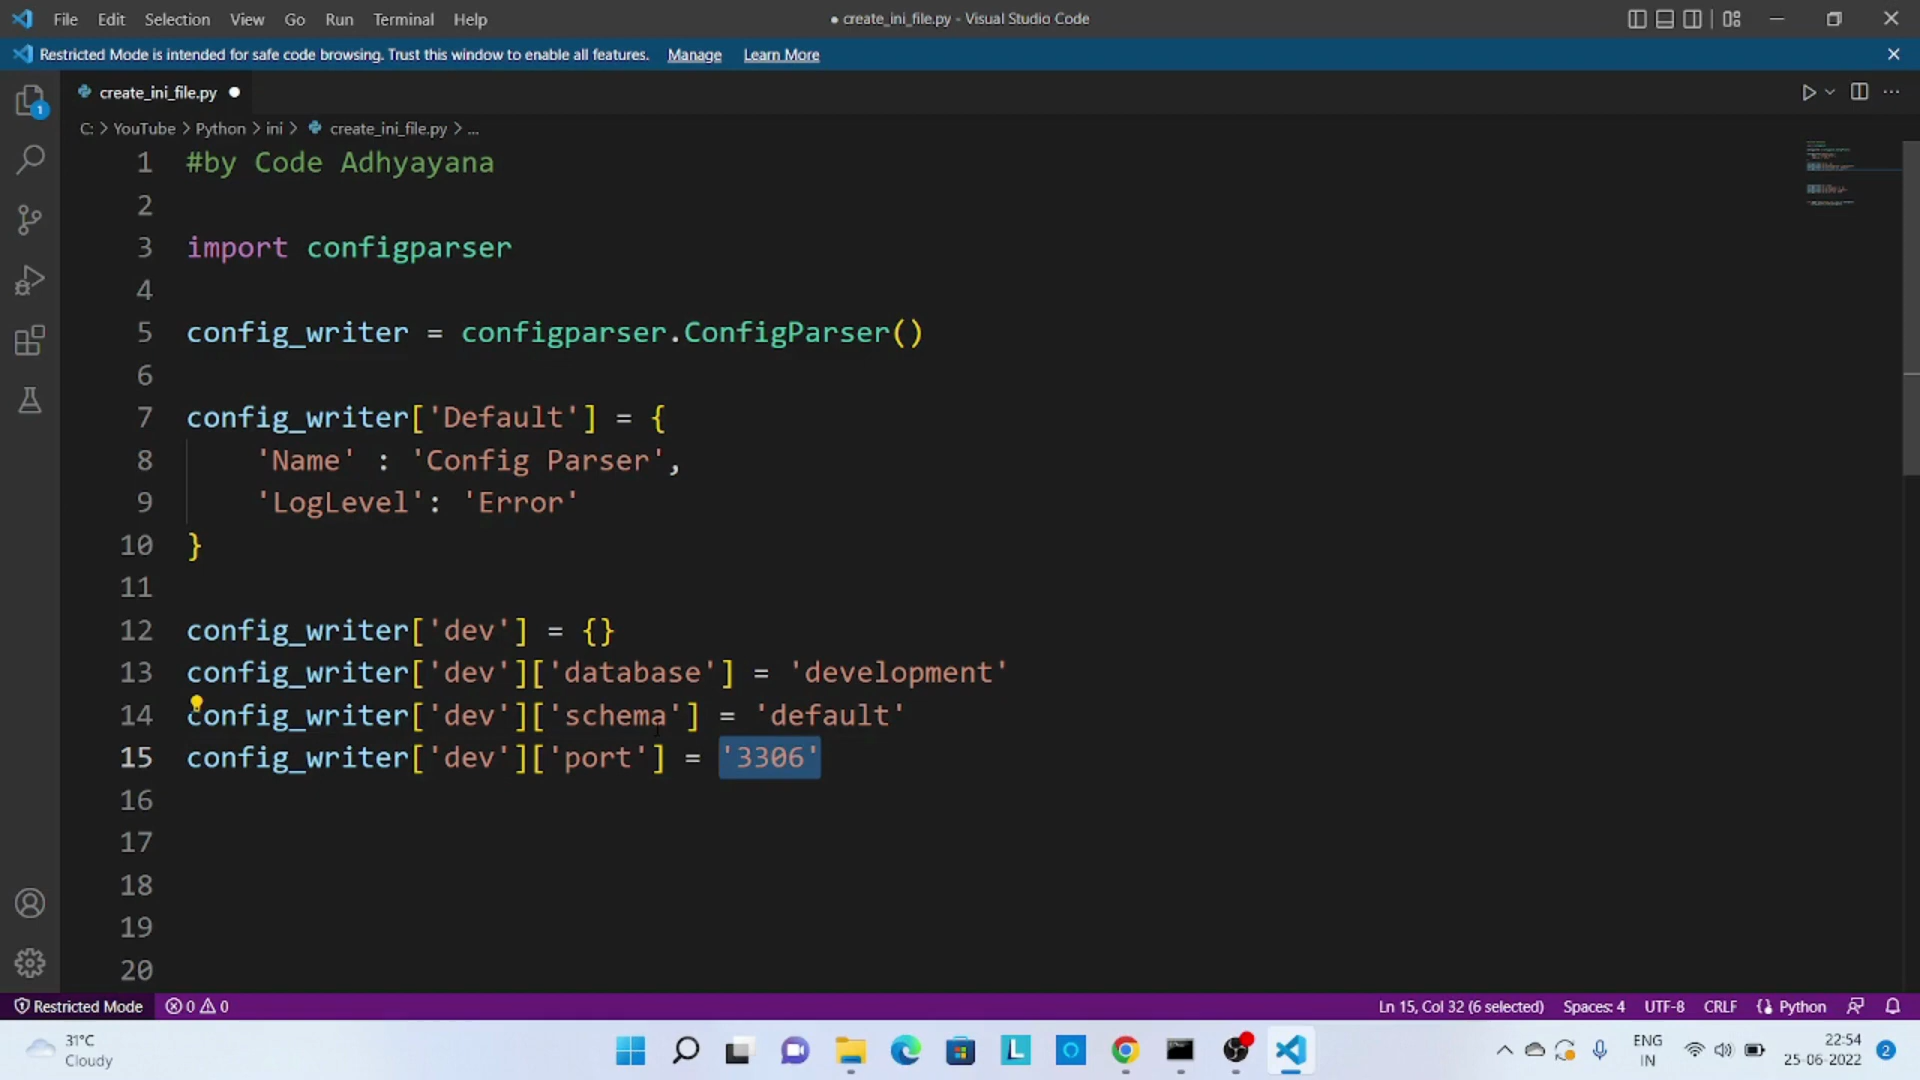 File Edit Selection View Go Run Terminal Help
● create_ini_file.py - Visual Studio Code
Restricted Mode is intended for safe code browsing. Trust this window to enable all features. Manage Learn More
create_ini_file.py
C: > YouTube > Python > ini > create_ini_file.py > ...
1 #by Code Adhyayana
2
3 import configparser
4
5 config_writer = configparser.ConfigParser()
6
7 config_writer['Default'] = {
8 'Name' : 'Config Parser',
9 'LogLevel': 'Error'
10 }
11
12 config_writer['dev'] = {}
13 config_writer['dev']['database'] = 'development'
14 config_writer['dev']['schema'] = 'default'
15 config_writer['dev']['port'] = '3306'
16
17
18
19
20
1
Restricted Mode 0 0
Ln 15, Col 32 (6 selected) Spaces: 4 UTF-8 CRLF Python
31°C
Cloudy
L
ENG
IN
22:54
25-06-2022
2